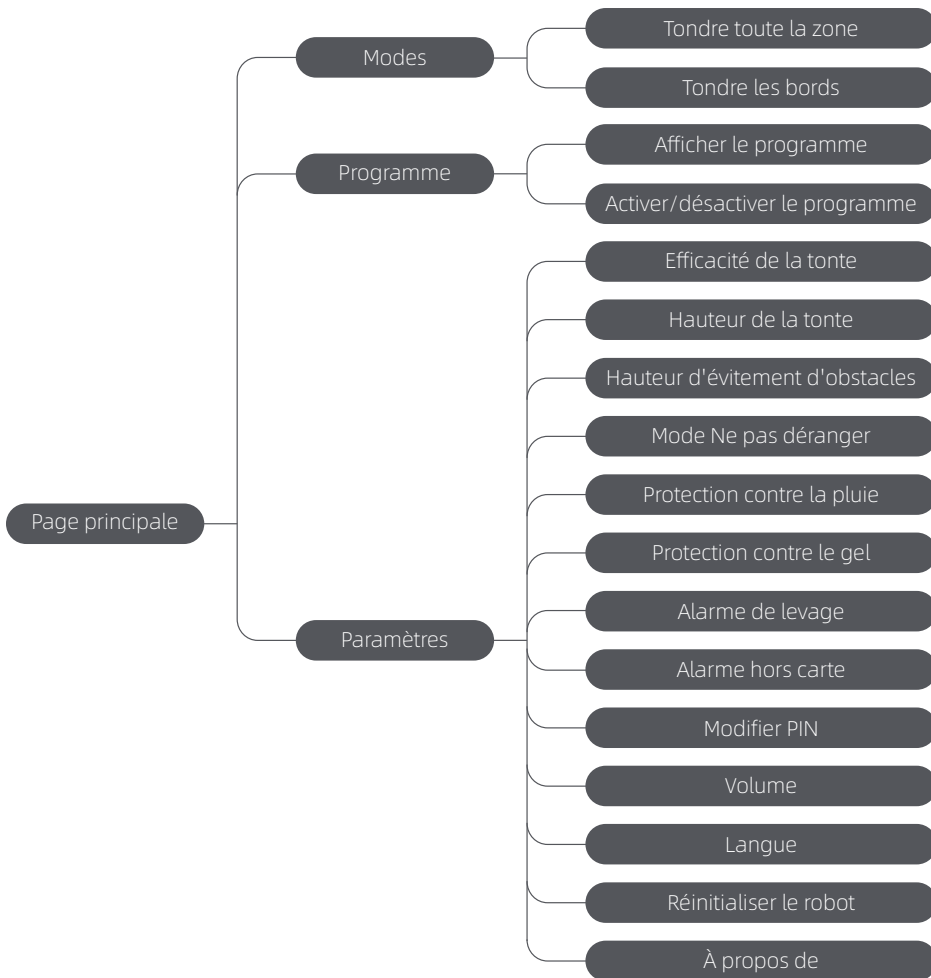 Page principale
Modes
Tondre toute la zone
Tondre les bords
Programme
Afficher le programme
Activer/désactiver le programme
Paramètres
Efficacité de la tonte
Hauteur de la tonte
Hauteur d'évitement d'obstacles
Mode Ne pas déranger
Protection contre la pluie
Protection contre le gel
Alarme de levage
Alarme hors carte
Modifier PIN
Volume
Langue
Réinitialiser le robot
À propos de